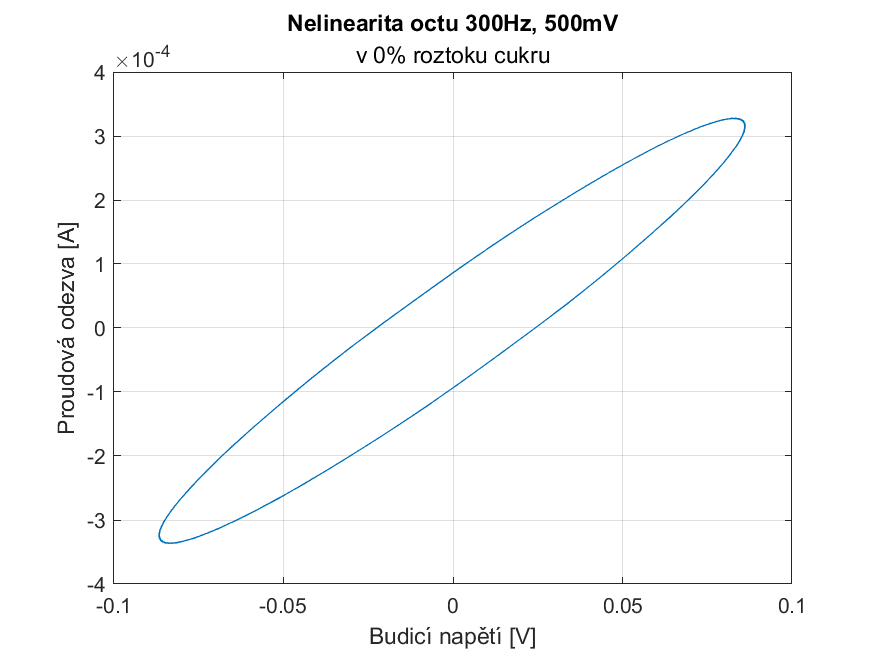 Nelinearita octu 300Hz, 500mV
v 0% roztoku cukru
×10⁻⁴
4
3
2
1
0
-1
-2
-3
-4
-0.1 -0.05 0 0.05 0.1
Proudová odezva [A]
Budicí napětí [V]